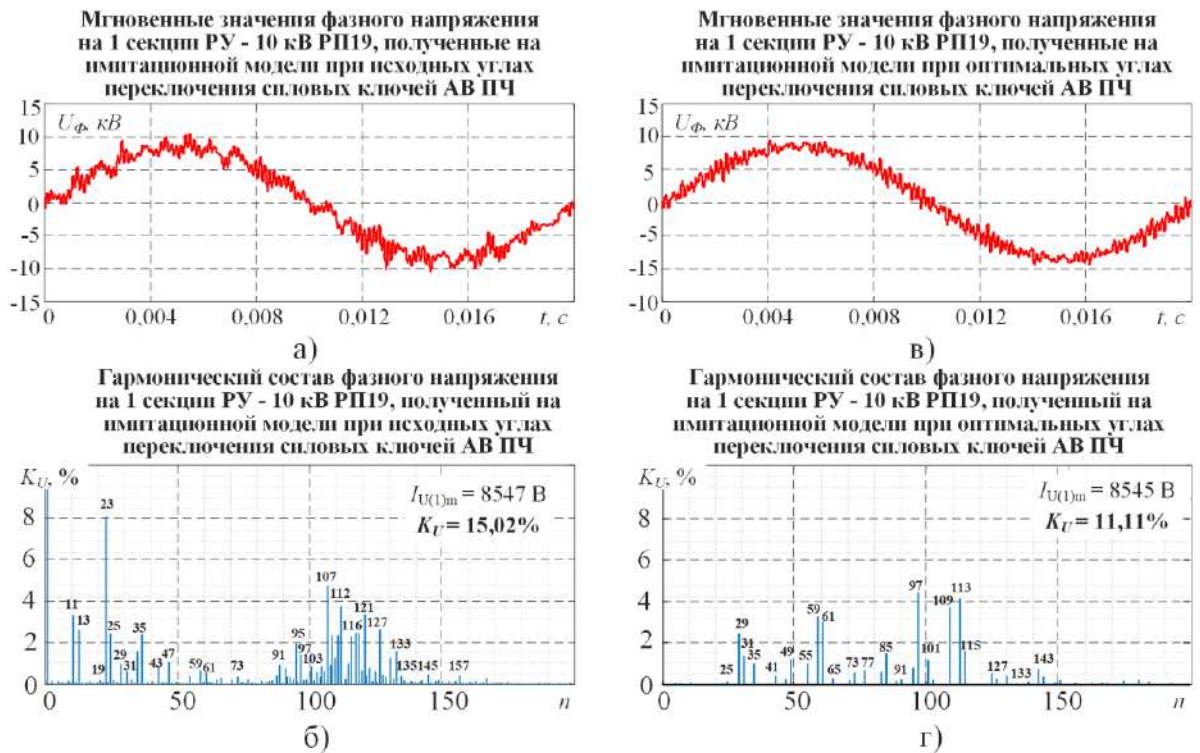 Мгновенные значения фазного напряжения
на 1 секции РУ - 10 кВ РП19, полученные на
имитационной модели при исходных углах
переключения силовых ключей АВ ПЧ
15
10
5
0
-5
-10
-15
UФ, кВ
0
0,004
0,008
0,012
0,016
t, с
а)
Мгновенные значения фазного напряжения
на 1 секции РУ - 10 кВ РП19, полученные на
имитационной модели при оптимальных углах
переключения силовых ключей АВ ПЧ
15
10
5
0
-5
-15
-10
UФ, кВ
0
0,004
0,008
0,012
0,016
t, с
в)
Гармонический состав фазного напряжения
на 1 секции РУ - 10 кВ РП19, полученный на
имитационной модели при исходных углах
переключения силовых ключей АВ ПЧ
KU, %
IU(1)m = 8547 В
KU = 15,02%
8
6
4
2
0
23
11
13
19
25
29
31
35
43
47
59
61
73
91
95
97
103
107
112
116
121
127
133
135
145
157
0
50
100
150
n
б)
Гармонический состав фазного напряжения
на 1 секции РУ - 10 кВ РП19, полученный на
имитационной модели при оптимальных углах
переключения силовых ключей АВ ПЧ
KU, %
IU(1)m = 8545 В
KU = 11,11%
8
6
4
2
0
25
29
31
35
41
49
55
59
61
65
73
77
85
91
97
101
109
113
115
127
133
143
0
50
100
150
n
г)